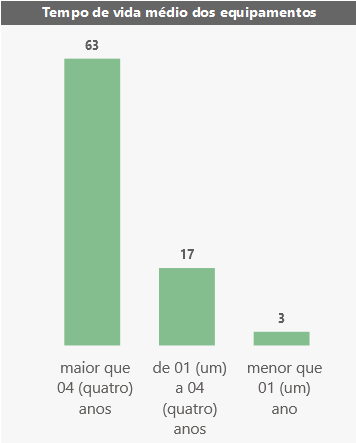 Tempo de vida médio dos equipamentos
63
17
3
maior que
04 (quatro)
anos
de 01 (um)
a 04
(quatro)
anos
menor que
01 (um)
ano